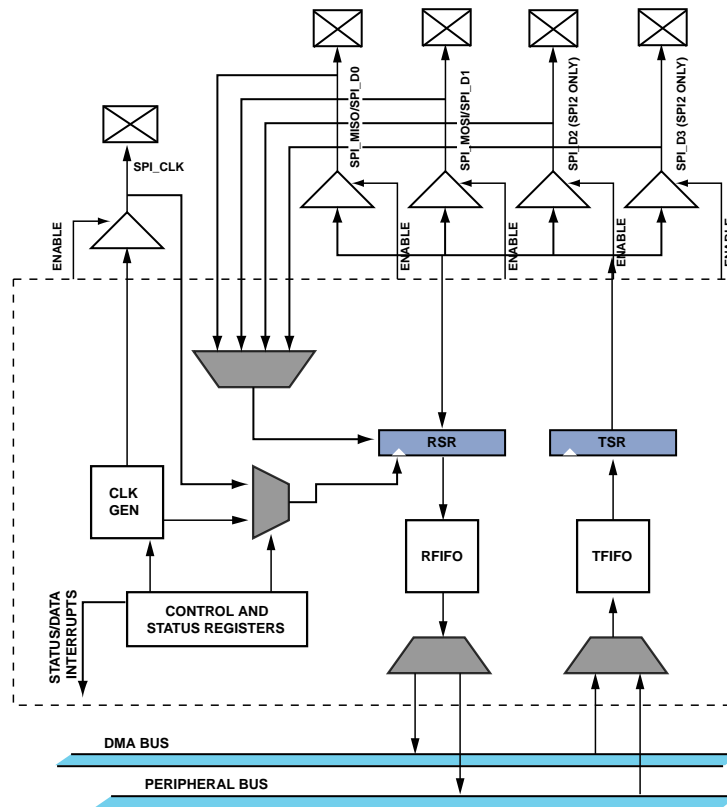 SPI_CLK
SPI_MISO/SPI_D0
SPI_MOSI/SPI_D1
SPI_D2 (SPI2 ONLY)
SPI_D3 (SPI2 ONLY)
ENABLE
ENABLE
ENABLE
ENABLE
ENABLE
RSR
TSR
CLK
GEN
RFIFO
TFIFO
CONTROL AND
STATUS REGISTERS
STATUS/DATA
INTERRUPTS
DMA BUS
PERIPHERAL BUS